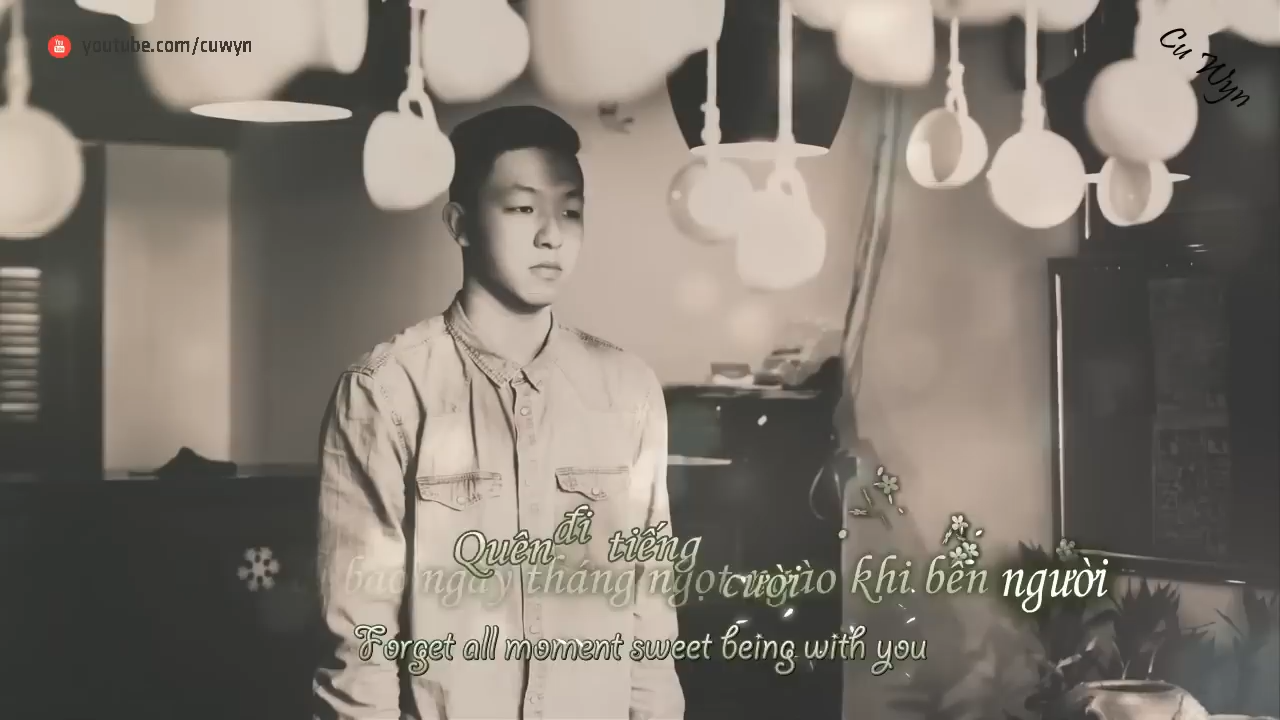 youtube.com/cuwyn
Cu Wyn
Quên đi tiếng cười
bao ngày tháng ngọt ngào khi bên người
Forget all moment sweet being with you